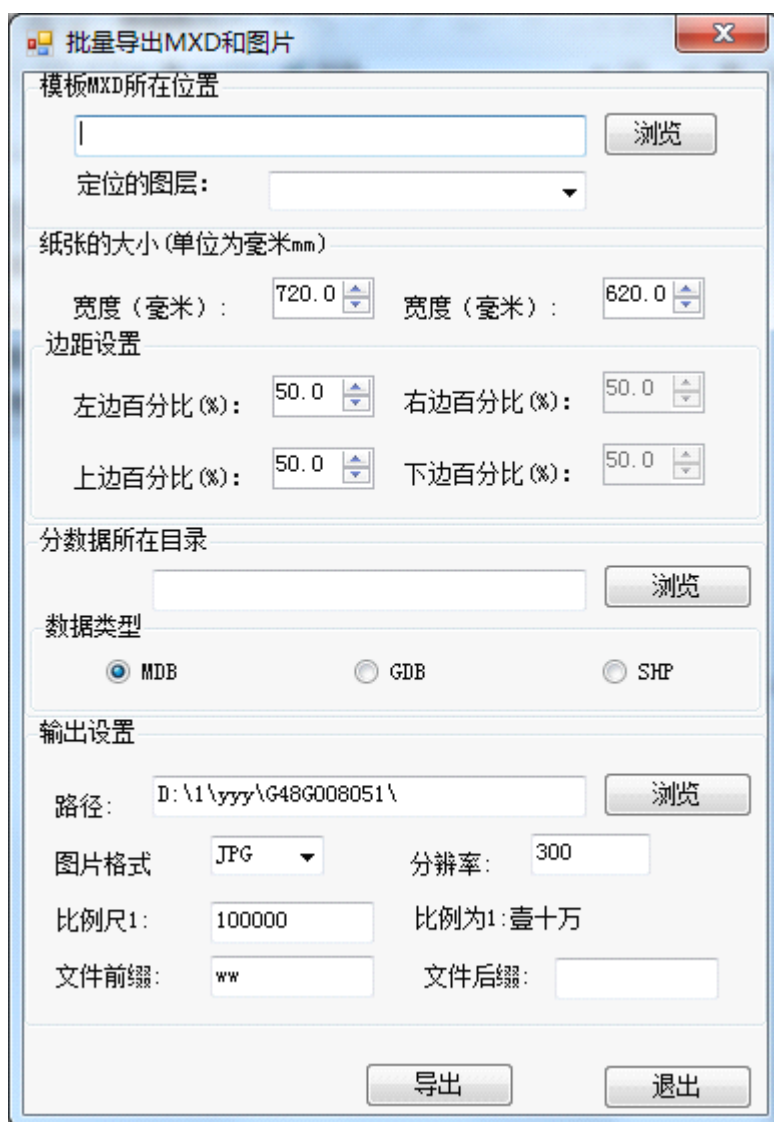 批量导出MXD和图片
模板MXD所在位置
浏览
定位的图层:
纸张的大小(单位为毫米mm)
宽度(毫米): 720.0 宽度(毫米): 620.0
边距设置
左边百分比(%): 50.0 右边百分比(%): 50.0
上边百分比(%): 50.0 下边百分比(%): 50.0
分数据所在目录
浏览
数据类型
MDB GDB SHP
输出设置
路径: D:\1\yyy\G48G008051\ 浏览
图片格式 JPG 分辨率: 300
比例尺1: 100000 比例为1:壹十万
文件前缀: ww 文件后缀:
导出 退出